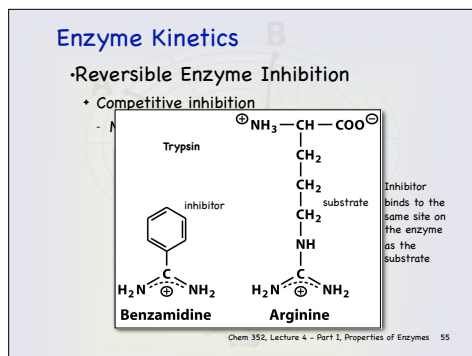 Enzyme Kinetics
•Reversible Enzyme Inhibition
✦ Competitive inhibition
-
Trypsin
inhibitor
substrate
⊕NH₃—CH—COO⊖
CH₂
CH₂
CH₂
NH
C
H₂N NH₂
⊕
Benzamidine
C
H₂N NH₂
⊕
Arginine
Inhibitor
binds to the
same site on
the enzyme
as the
substrate
Chem 352, Lecture 4 - Part I, Properties of Enzymes 55